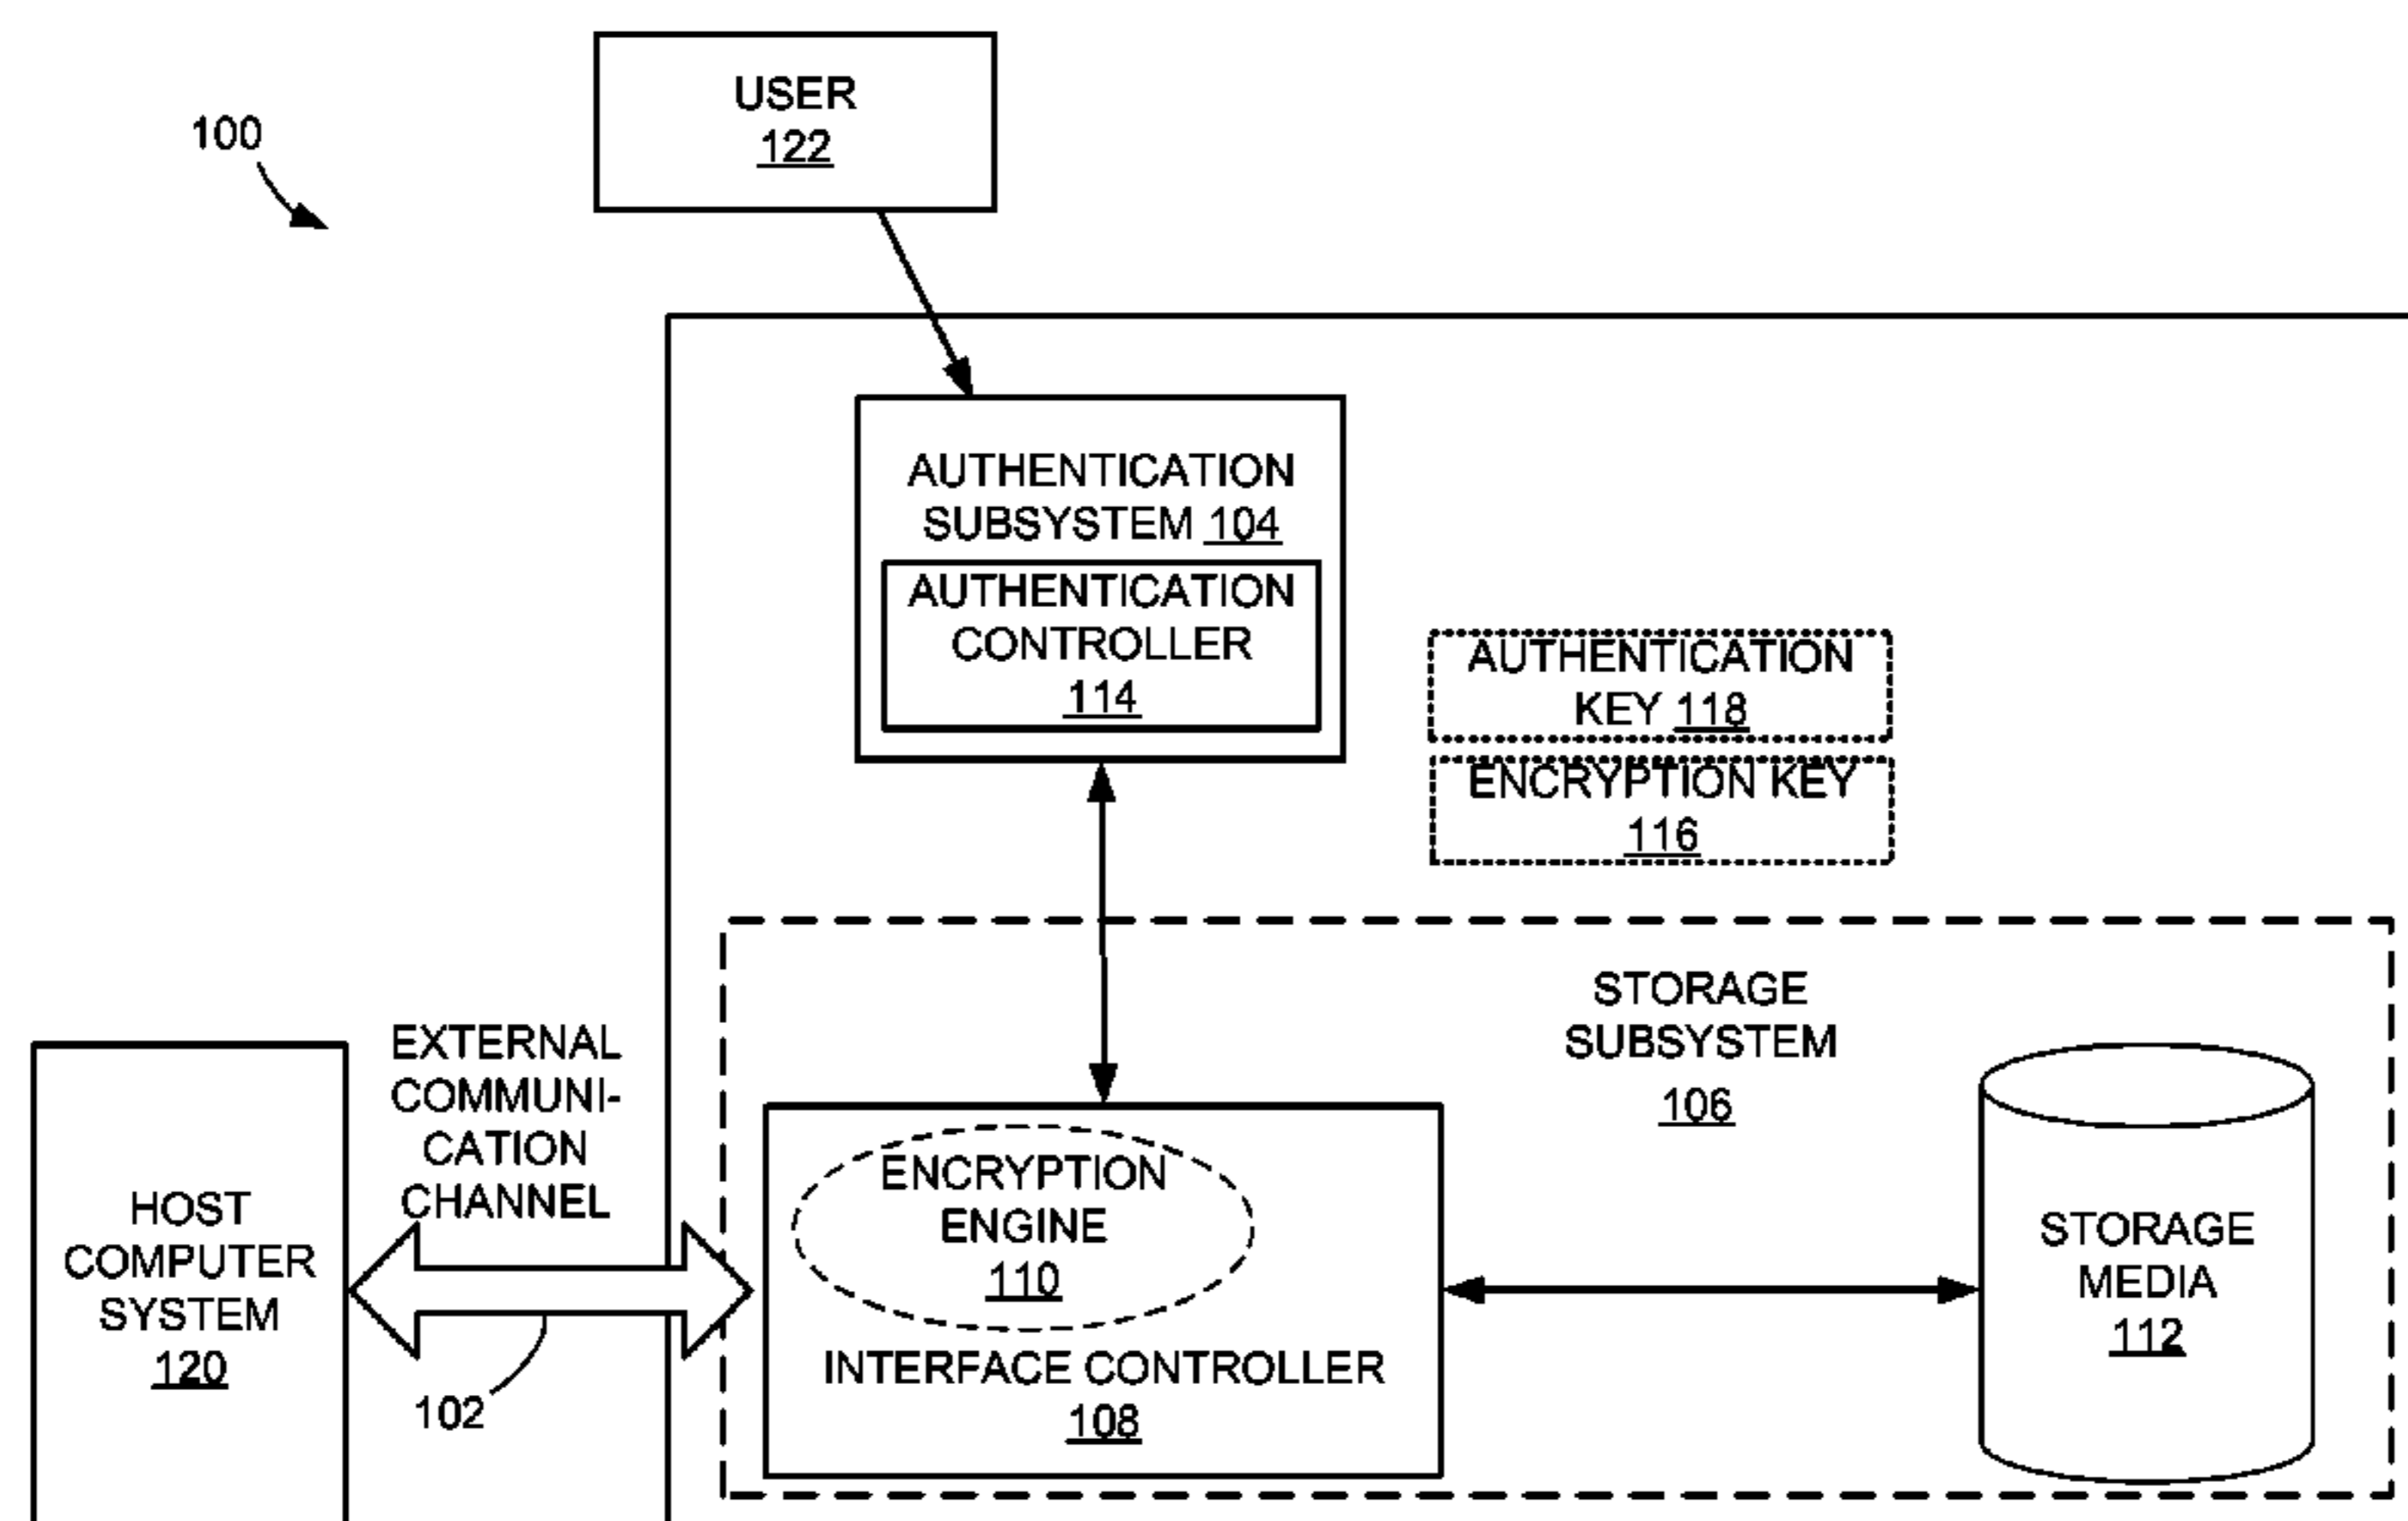 USER
122
100
AUTHENTICATION
SUBSYSTEM 104
AUTHENTICATION
CONTROLLER
114
AUTHENTICATION
KEY 118
ENCRYPTION KEY
116
STORAGE
SUBSYSTEM
106
EXTERNAL
COMMUNI-
CATION
CHANNEL
102
HOST
COMPUTER
SYSTEM
120
ENCRYPTION
ENGINE
110
INTERFACE CONTROLLER
108
STORAGE
MEDIA
112